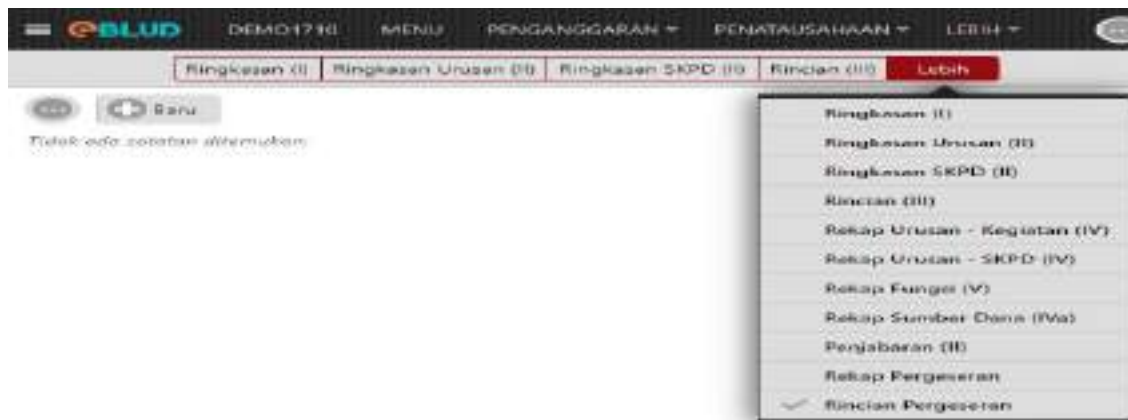 eBLUD DEMO1710 MENU PENGANGGARAN PENATAUSAHAAN LEBIH
Ringkasan (I) Ringkasan Urusan (II) Ringkasan SKPD (II) Rincian (III) Lebih
Baru
Tidak ada catatan ditemukan
Ringkasan (I)
Ringkasan Urusan (II)
Ringkasan SKPD (II)
Rincian (III)
Rekap Urusan - Kegiatan (IV)
Rekap Urusan - SKPD (IV)
Rekap Fungsi (V)
Rekap Sumber Dana (IVa)
Penjabaran (II)
Rekap Pergeseran
Rincian Pergeseran